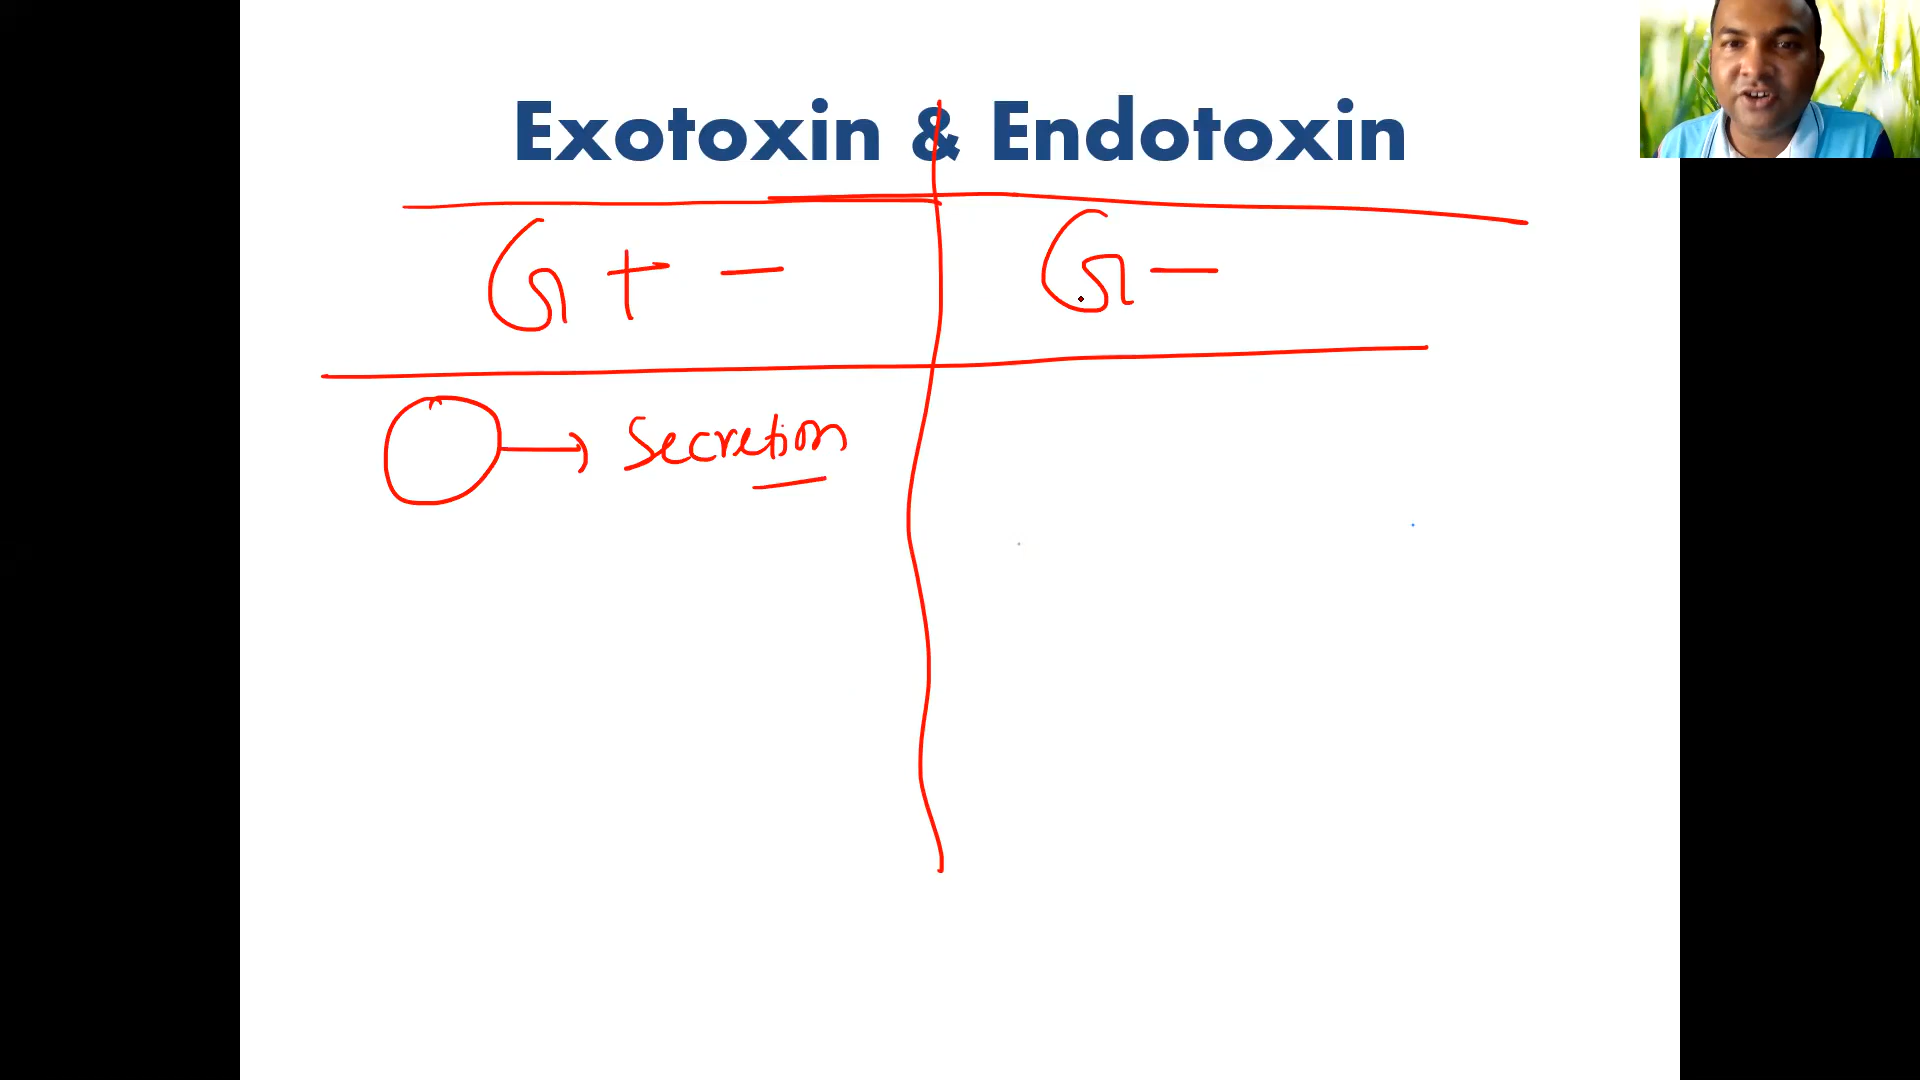 Exotoxin & Endotoxin
G + - G -
Secretion